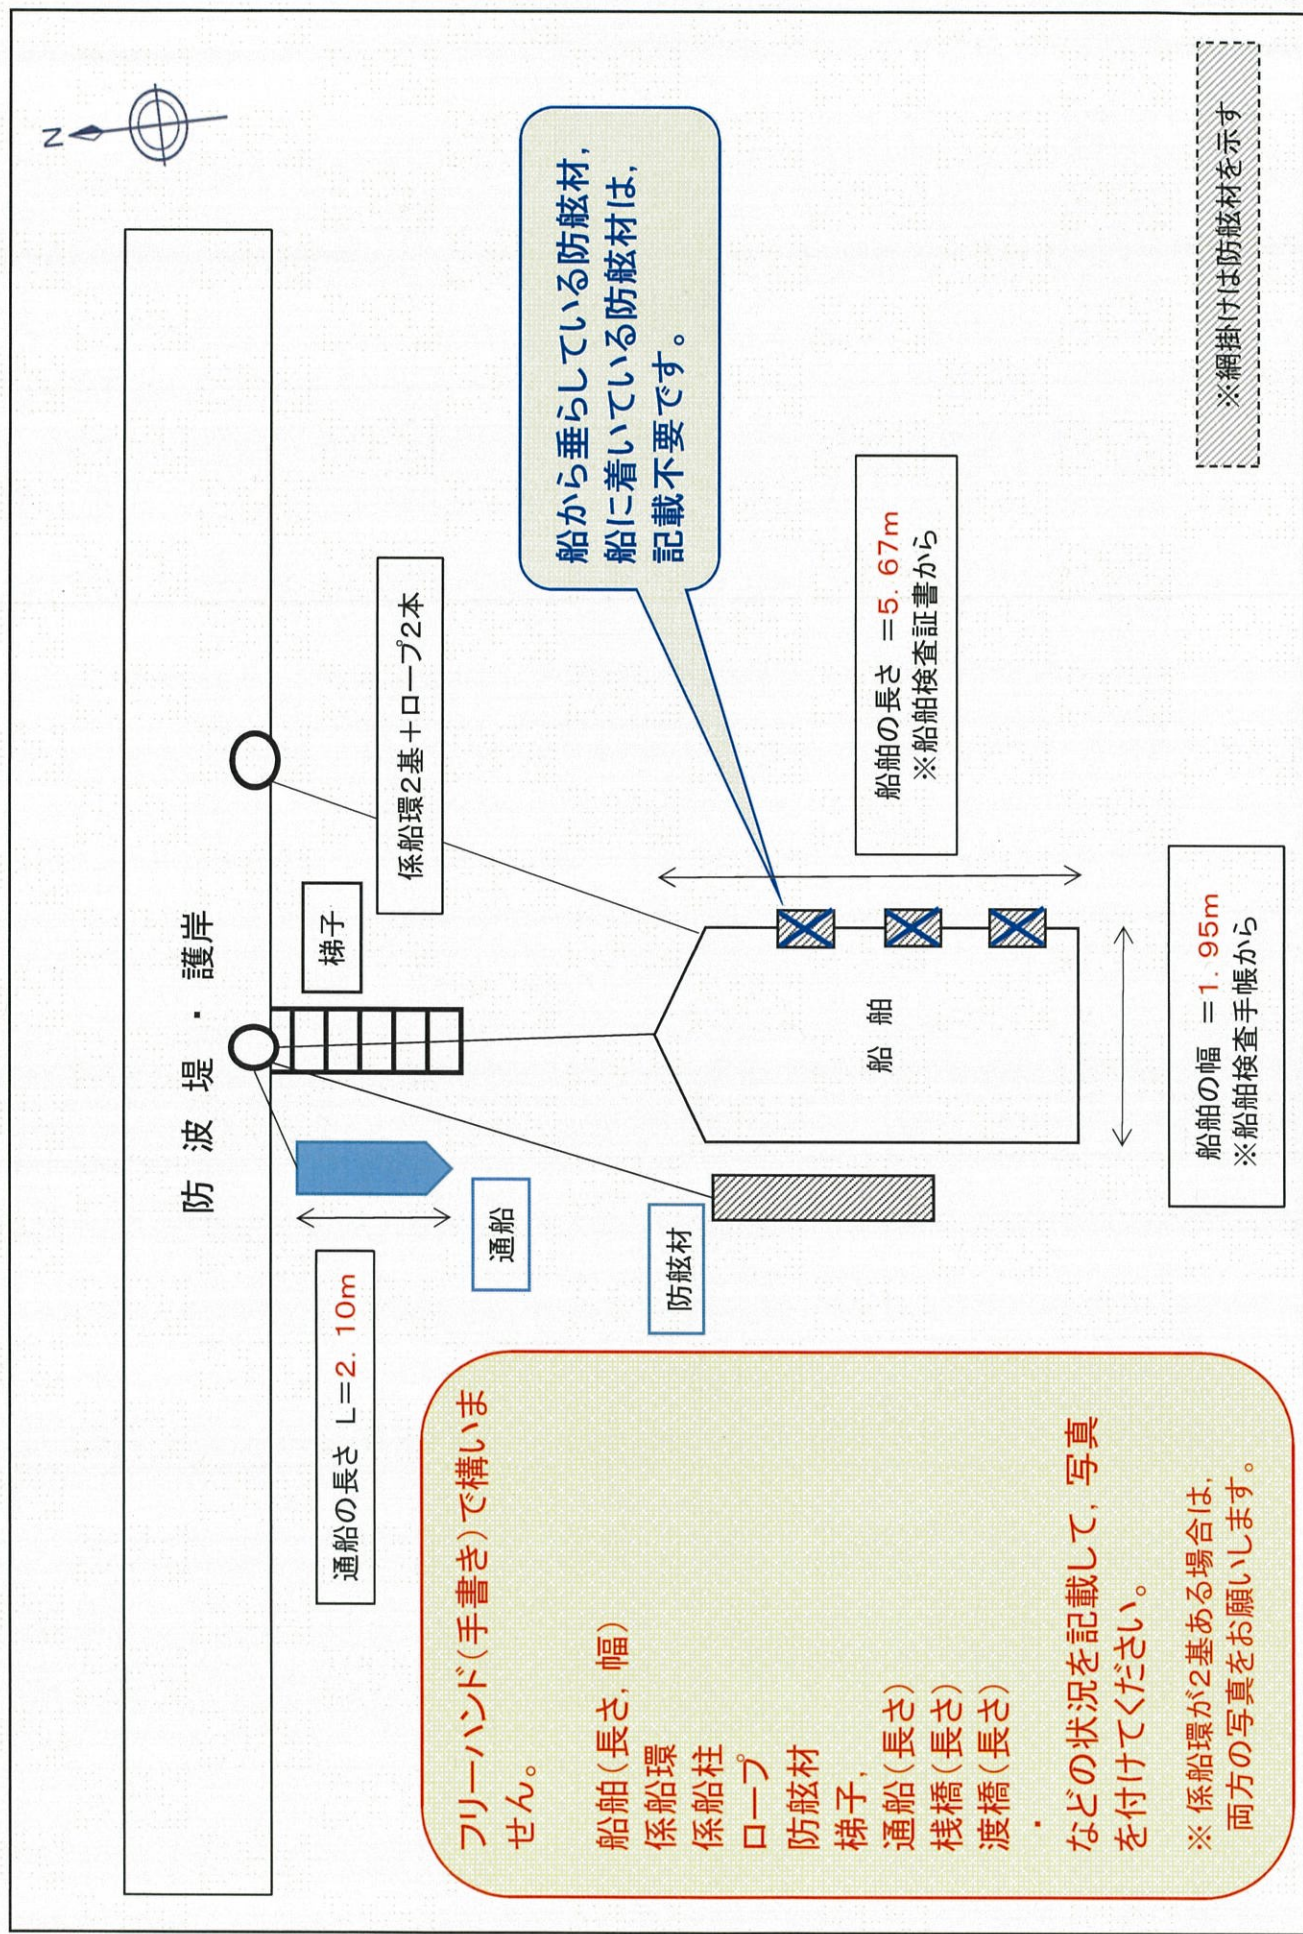 N
防 波 堤 ・ 護岸
通船の長さ L=2. 10m
梯子
係船環2基+ロープ2本
通船
防舷材
船から垂らしている防舷材,
船に着いている防舷材は,
記載不要です。
船 舶
船舶の長さ =5. 67m
※船舶検査証書から
船舶の幅 =1. 95m
※船舶検査手帳から
フリーハンド(手書き)で構いま
せん。
船舶(長さ, 幅)
係船環
係船柱
ロープ
防舷材
梯子,
通船(長さ)
桟橋(長さ)
渡橋(長さ)
・
などの状況を記載して, 写真
を付けてください。
※ 係船環が2基ある場合は,
両方の写真をお願いします。
※網掛けは防舷材を示す